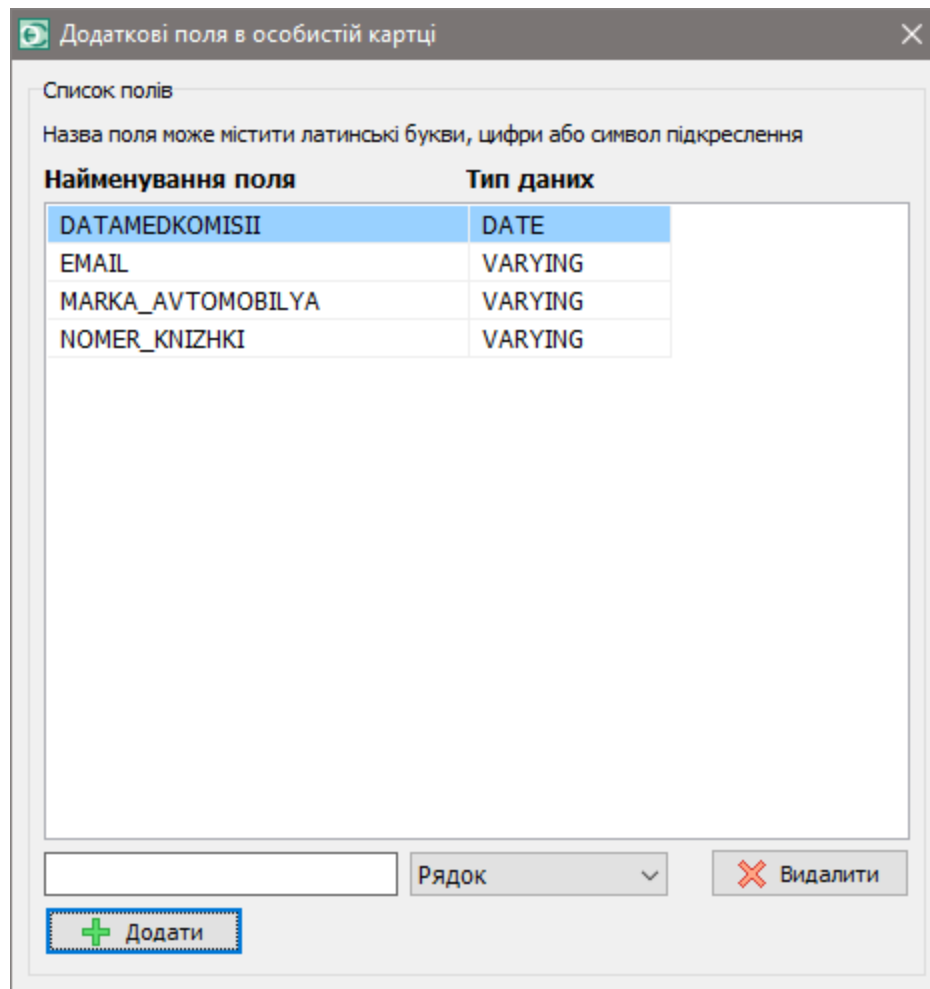 Додаткові поля в особистій картці
Список полів
Назва поля може містити латинські букви, цифри або символ підкреслення
Найменування поля Тип даних
DATAMEDKOMISII DATE
EMAIL VARYING
MARKA_AVTOMOBILYA VARYING
NOMER_KNIZHKI VARYING
Рядок Видалити
Додати